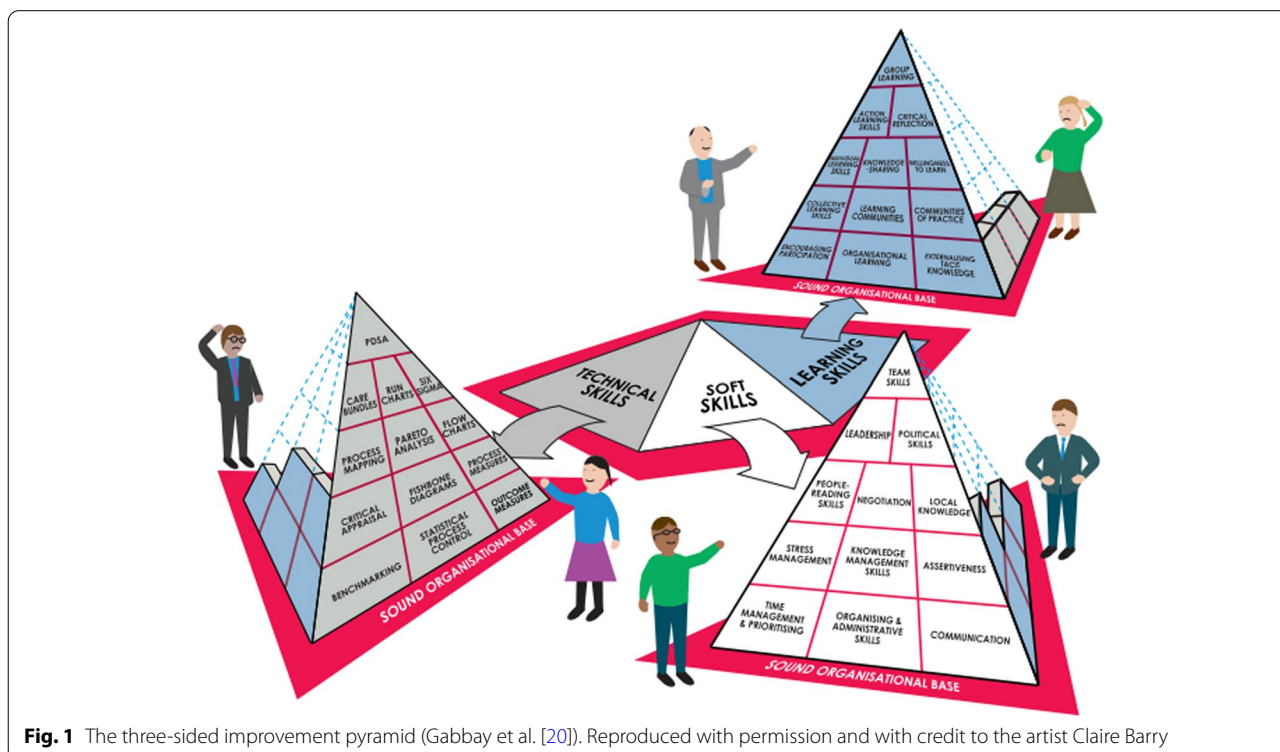 GROUP
LEARNING
ACTION
LEARNING
SKILLS
CRITICAL
REFLECTION
INDIVIDUAL
LEARNING
SKILLS
KNOWLEDGE
-SHARING
WILLINGNESS
TO LEARN
COLLECTIVE
LEARNING
SKILLS
LEARNING
COMMUNITIES
COMMUNITIES
OF PRACTICE
ENCOURAGING
PARTICIPATION
ORGANISATIONAL
LEARNING
EXTERNALISING
TACIT
KNOWLEDGE
SOUND ORGANISATIONAL BASE
TECHNICAL
SKILLS
SOFT
SKILLS
LEARNING
SKILLS
PDSA
CARE
BUNDLES
RUN
CHARTS
SIX
SIGMA
PROCESS
MAPPING
PARETO
ANALYSIS
FLOW
CHARTS
CRITICAL
APPRAISAL
FISHBONE
DIAGRAMS
PROCESS
MEASURES
BENCHMARKING
STATISTICAL
PROCESS
CONTROL
OUTCOME
MEASURES
SOUND ORGANISATIONAL BASE
TEAM
SKILLS
LEADERSHIP
POLITICAL
SKILLS
PEOPLE-
READING
SKILLS
NEGOTIATION
LOCAL
KNOWLEDGE
STRESS
MANAGEMENT
KNOWLEDGE
MANAGEMENT
SKILLS
ASSERTIVENESS
TIME
MANAGEMENT
& PRIORITISING
ORGANISING &
ADMINISTRATIVE
SKILLS
COMMUNICATION
SOUND ORGANISATIONAL BASE
Fig. 1 The three-sided improvement pyramid (Gabbay et al. [20]). Reproduced with permission and with credit to the artist Claire Barry